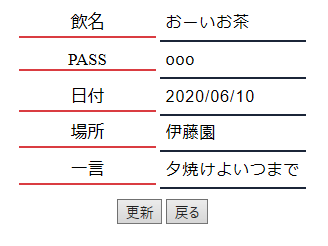 飲名 おーいお茶
PASS ooo
日付 2020/06/10
場所 伊藤園
一言 夕焼けよいつまで
更新 戻る